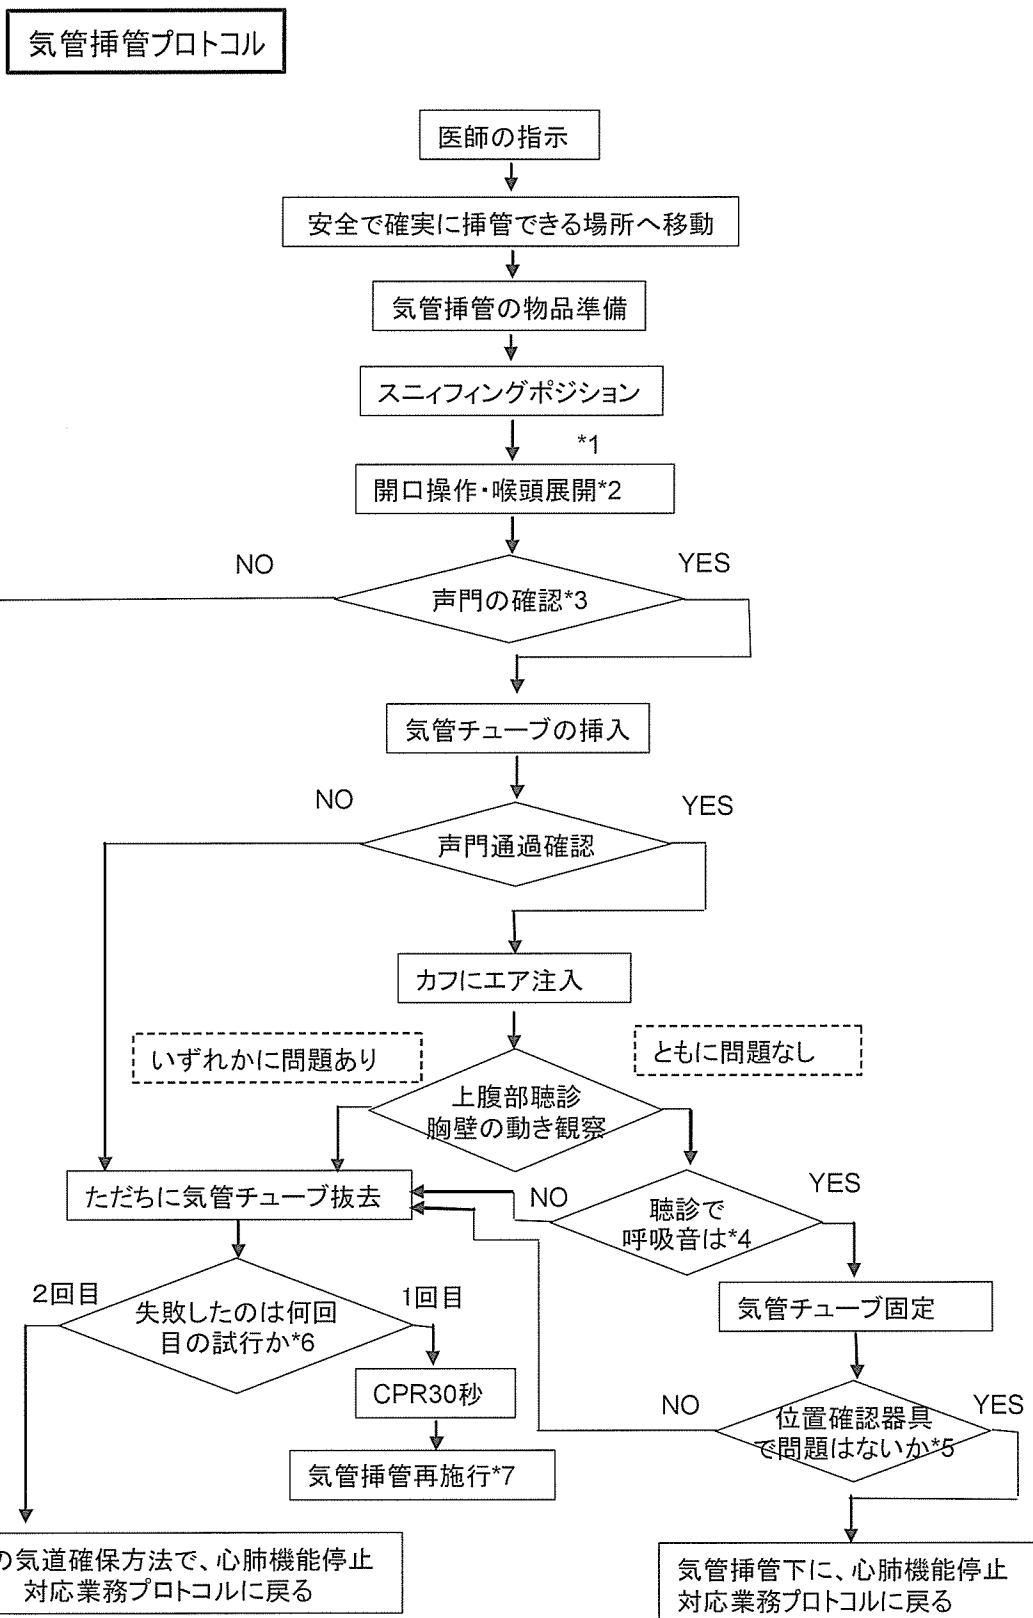 気管挿管プロトコル
医師の指示
安全で確実に挿管できる場所へ移動
気管挿管の物品準備
スニィフィングポジション
*1
開口操作・喉頭展開*2
NO
YES
声門の確認*3
気管チューブの挿入
NO
YES
声門通過確認
カフにエア注入
いずれかに問題あり
ともに問題なし
上腹部聴診
胸壁の動き観察
ただちに気管チューブ抜去
NO
YES
聴診で
呼吸音は*4
2回目
1回目
失敗したのは何回
目の試行か*6
気管チューブ固定
CPR30秒
NO
YES
位置確認器具
で問題はないか*5
気管挿管再施行*7
の気道確保方法で、心肺機能停止
対応業務プロトコルに戻る
気管挿管下に、心肺機能停止
対応業務プロトコルに戻る